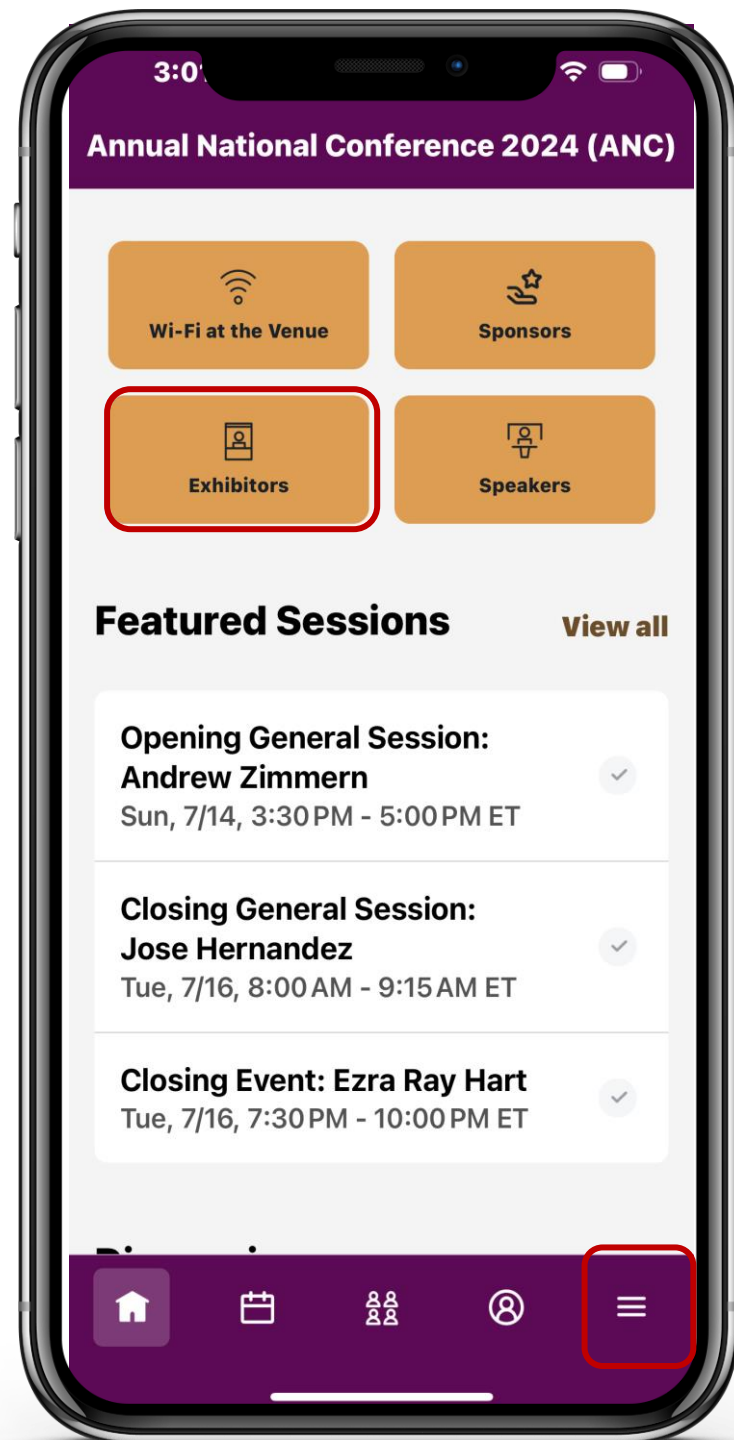 3:0
Annual National Conference 2024 (ANC)
Wi-Fi at the Venue
Sponsors
Exhibitors
Speakers
Featured Sessions
View all
Opening General Session:
Andrew Zimmern
Sun, 7/14, 3:30 PM - 5:00 PM ET
Closing General Session:
Jose Hernandez
Tue, 7/16, 8:00 AM - 9:15 AM ET
Closing Event: Ezra Ray Hart
Tue, 7/16, 7:30 PM - 10:00 PM ET